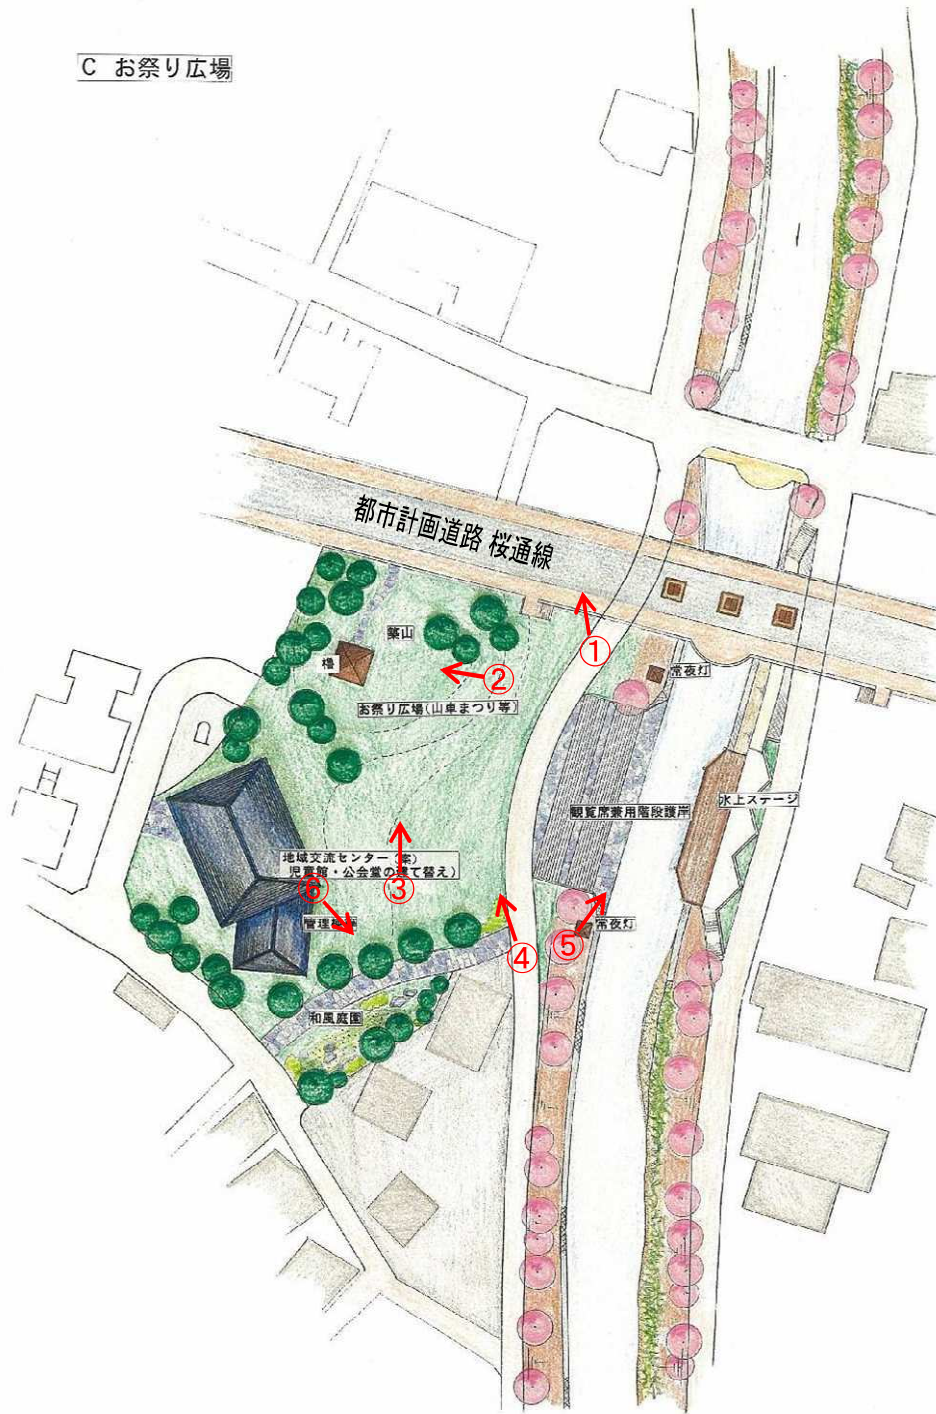 C お祭り広場
都市計画道路 桜通線
①
築山
櫓
②
常夜灯
お祭り広場(山車まつり等)
水上ステージ
観覧席兼用階段護岸
地域交流センター(案)
児童館・公会堂の建て替え)
⑥
③
管理
常夜灯
⑤
④
和風庭園